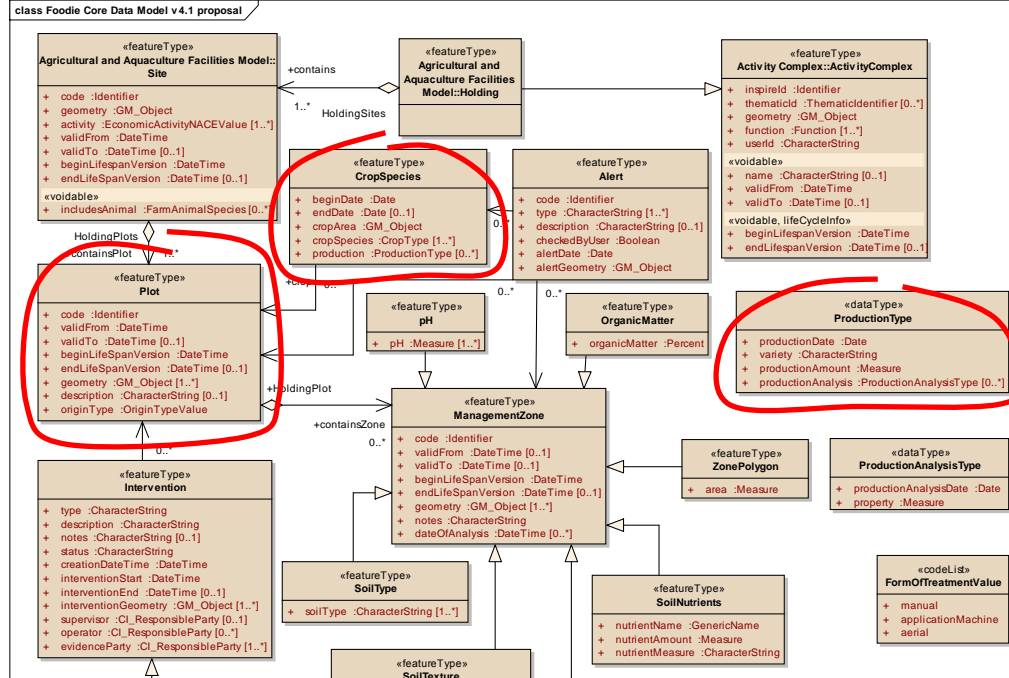 class Foodie Core Data Model v4.1 proposal
«featureType»
Agricultural and Aquaculture Facilities Model::
Site
+ code :Identifier
+ geometry :GM_Object
+ activity :EconomicActivityNACEValue [1..*]
+ validFrom :DateTime
+ validTo :DateTime [0..1]
+ beginLifespanVersion :DateTime
+ endLifeSpanVersion :DateTime [0..1]
«voidable»
+ includesAnimal :FarmAnimalSpecies [0..*]
+contains
1..*
HoldingSites
«featureType»
Agricultural and
Aquaculture Facilities
Model::Holding
«featureType»
Activity Complex::ActivityComplex
+ inspireId :Identifier
+ thematicId :ThematicIdentifier [0..*]
+ geometry :GM_Object
+ function :Function [1..*]
+ userId :CharacterString
«voidable»
+ name :CharacterString [0..1]
+ validFrom :DateTime
+ validTo :DateTime [0..1]
«voidable, lifeCycleInfo»
+ beginLifespanVersion :DateTime
+ endLifespanVersion :DateTime [0..1]
«featureType»
CropSpecies
+ beginDate :Date
+ endDate :Date [0..1]
+ cropArea :GM_Object
+ cropSpecies :CropType [1..*]
+ production :ProductionType [0..*]
«featureType»
Alert
+ code :Identifier
+ type :CharacterString [1..*]
+ description :CharacterString [0..1]
+ checkedByUser :Boolean
+ alertDate :Date
+ alertGeometry :GM_Object
0..*
0..*
0..*
HoldingPlots
+containsPlot
1..*
«featureType»
Plot
+ code :Identifier
+ validFrom :DateTime
+ validTo :DateTime [0..1]
+ beginLifeSpanVersion :DateTime
+ endLifeSpanVersion :DateTime [0..1]
+ geometry :GM_Object [1..*]
+ description :CharacterString [0..1]
+ originType :OriginTypeValue
0..*
«featureType»
pH
+ pH :Measure [1..*]
«featureType»
OrganicMatter
+ organicMatter :Percent
«dataType»
ProductionType
+ productionDate :Date
+ variety :CharacterString
+ productionAmount :Measure
+ productionAnalysis :ProductionAnalysisType [0..*]
+HoldingPlot
+containsZone
0..*
«featureType»
ManagementZone
+ code :Identifier
+ validFrom :DateTime [0..1]
+ validTo :DateTime [0..1]
+ beginLifeSpanVersion :DateTime
+ endLifeSpanVersion :DateTime [0..1]
+ geometry :GM_Object [1..*]
+ notes :CharacterString
+ dateOfAnalysis :DateTime [0..*]
«featureType»
ZonePolygon
+ area :Measure
«dataType»
ProductionAnalysisType
+ productionAnalysisDate :Date
+ property :Measure
0..*
«featureType»
Intervention
+ type :CharacterString
+ description :CharacterString
+ notes :CharacterString [0..1]
+ status :CharacterString
+ creationDateTime :DateTime
+ interventionStart :DateTime
+ interventionEnd :DateTime [0..1]
+ interventionGeometry :GM_Object [1..*]
+ supervisor :CI_ResponsibleParty [0..1]
+ operator :CI_ResponsibleParty [0..*]
+ evidenceParty :CI_ResponsibleParty [1..*]
«featureType»
SoilType
+ soilType :CharacterString [1..*]
«featureType»
SoilNutrients
+ nutrientName :GenericName
+ nutrientAmount :Measure
+ nutrientMeasure :CharacterString
«codeList»
FormOfTreatmentValue
+ manual
+ applicationMachine
+ aerial
«featureType»
SoilTexture